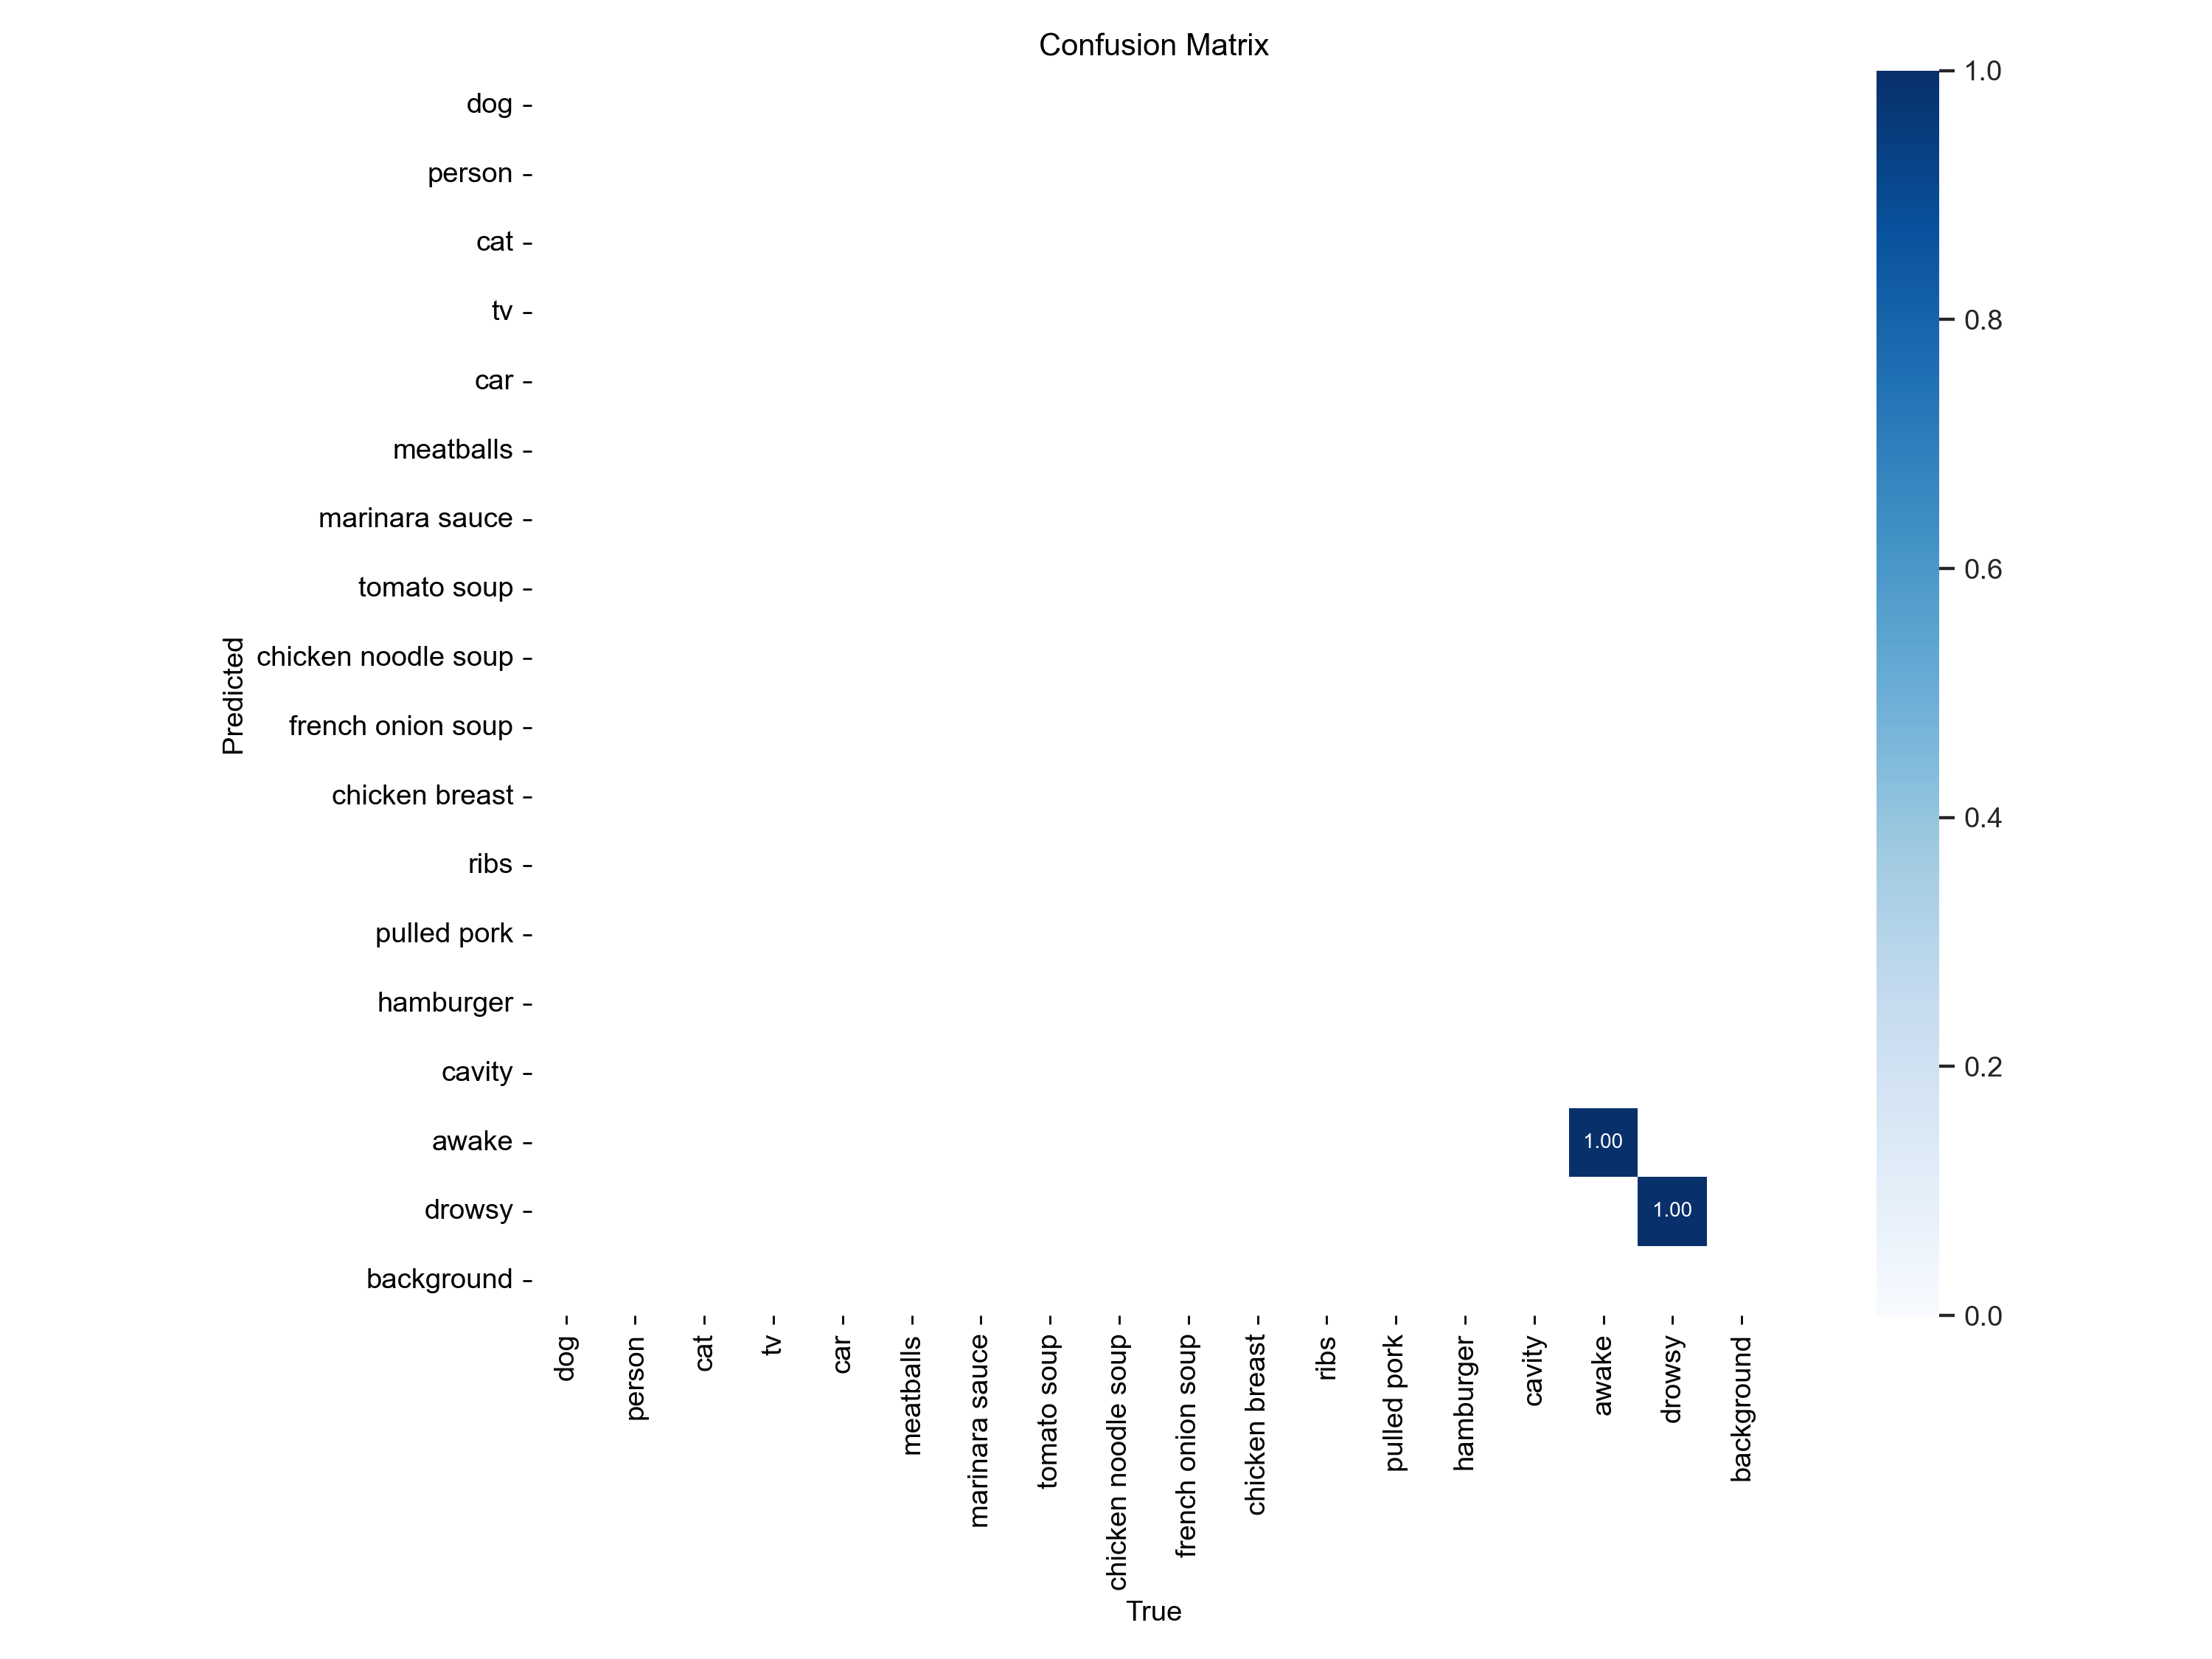 Confusion Matrix
dog
person
cat
tv
car
meatballs
marinara sauce
tomato soup
chicken noodle soup
french onion soup
chicken breast
ribs
pulled pork
hamburger
cavity
awake
drowsy
background
Predicted
1.00
1.00
dog
person
cat
tv
car
meatballs
marinara sauce
tomato soup
chicken noodle soup
french onion soup
chicken breast
ribs
pulled pork
hamburger
cavity
awake
drowsy
background
True
1.0
0.8
0.6
0.4
0.2
0.0